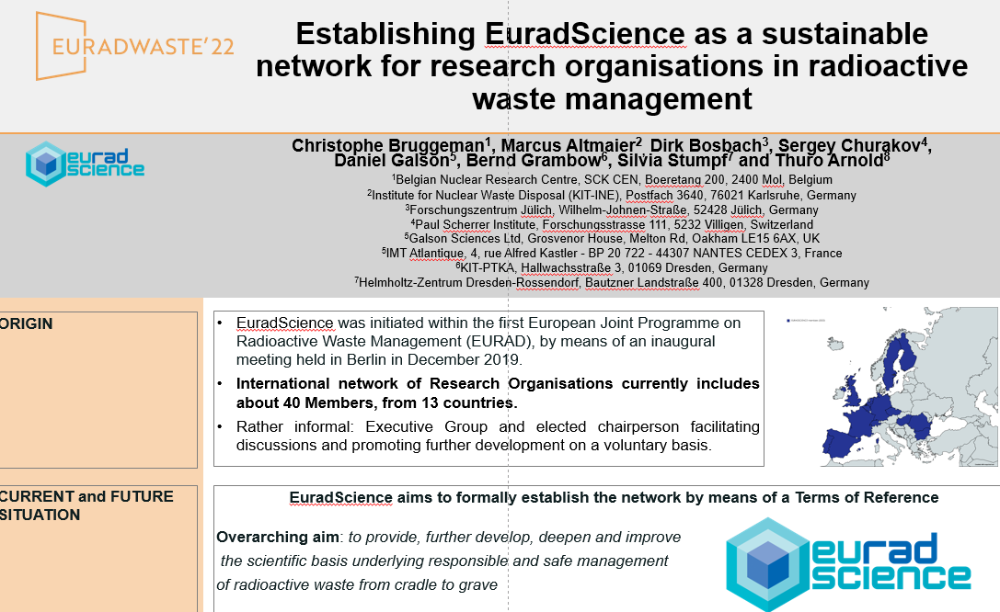 EURADWASTE'22
Establishing EuradScience as a sustainable
network for research organisations in radioactive
waste management
eurad
science
Christophe Bruggeman1, Marcus Altmaier2 Dirk Bosbach3, Sergey Churakov4,
Daniel Galson5, Bernd Grambow6, Silvia Stumpf7 and Thuro Arnold8
1Belgian Nuclear Research Centre, SCK CEN, Boeretang 200, 2400 Mol, Belgium
2Institute for Nuclear Waste Disposal (KIT-INE), Postfach 3640, 76021 Karlsruhe, Germany
3Forschungszentrum Jülich, Wilhelm-Johnen-Straße, 52428 Jülich, Germany
4Paul Scherrer Institute, Forschungsstrasse 111, 5232 Villigen, Switzerland
5Galson Sciences Ltd, Grosvenor House, Melton Rd, Oakham LE15 6AX, UK
5IMT Atlantique, 4, rue Alfred Kastler - BP 20 722 - 44307 NANTES CEDEX 3, France
6KIT-PTKA, Hallwachsstraße 3, 01069 Dresden, Germany
7Helmholtz-Zentrum Dresden-Rossendorf, Bautzner Landstraße 400, 01328 Dresden, Germany
ORIGIN
• EuradScience was initiated within the first European Joint Programme on
Radioactive Waste Management (EURAD), by means of an inaugural
meeting held in Berlin in December 2019.
• International network of Research Organisations currently includes
about 40 Members, from 13 countries.
• Rather informal: Executive Group and elected chairperson facilitating
discussions and promoting further development on a voluntary basis.
CURRENT and FUTURE
SITUATION
EuradScience aims to formally establish the network by means of a Terms of Reference
Overarching aim: to provide, further develop, deepen and improve
the scientific basis underlying responsible and safe management
of radioactive waste from cradle to grave
eurad
science